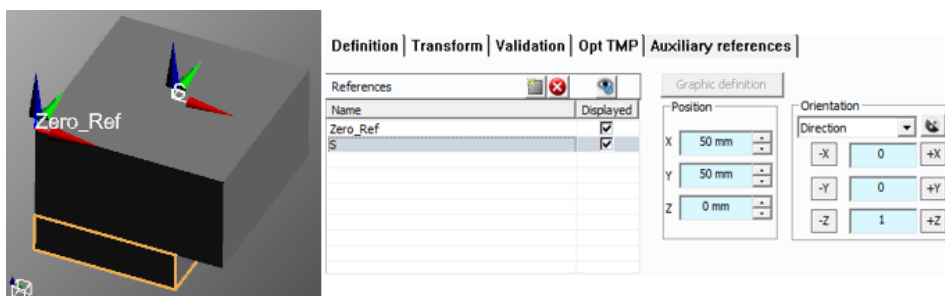 S
Zero_Ref
Definition | Transform | Validation | Opt TMP | Auxiliary references
References
Name Displayed
Zero_Ref
S
Graphic definition
Position
X 50 mm
Y 50 mm
Z 0 mm
Orientation
Direction
-X 0 +X
-Y 0 +Y
-Z 1 +Z